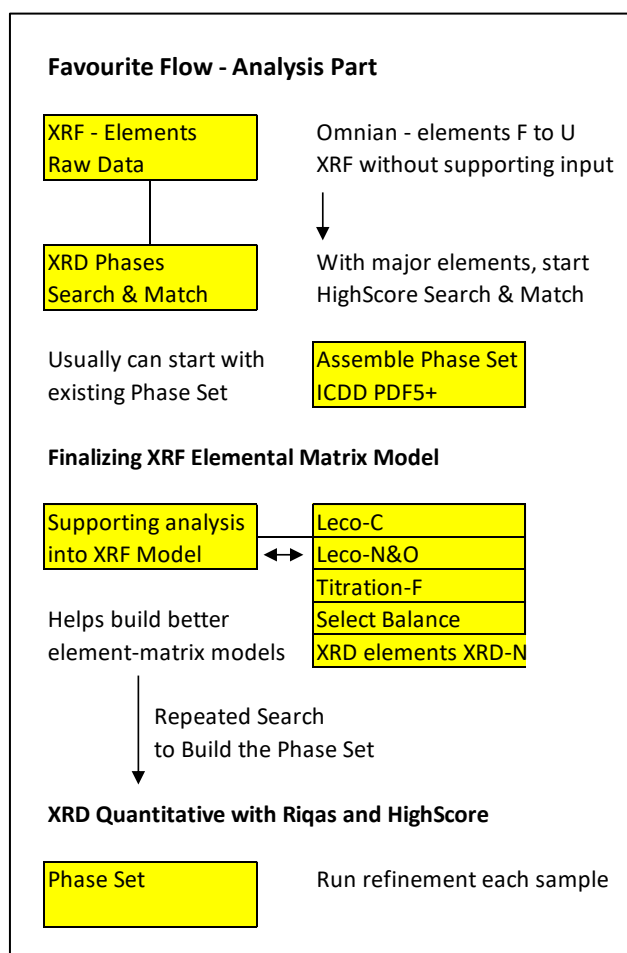 Favourite Flow - Analysis Part
XRF - Elements
Raw Data
Omnian - elements F to U
XRF without supporting input
XRD Phases
Search & Match
With major elements, start
HighScore Search & Match
Usually can start with
existing Phase Set
Assemble Phase Set
ICDD PDF5+
Finalizing XRF Elemental Matrix Model
Supporting analysis
into XRF Model
Leco-C
Leco-N&O
Titration-F
Select Balance
XRD elements XRD-N
Helps build better
element-matrix models
Repeated Search
to Build the Phase Set
XRD Quantitative with Riqas and HighScore
Phase Set
Run refinement each sample